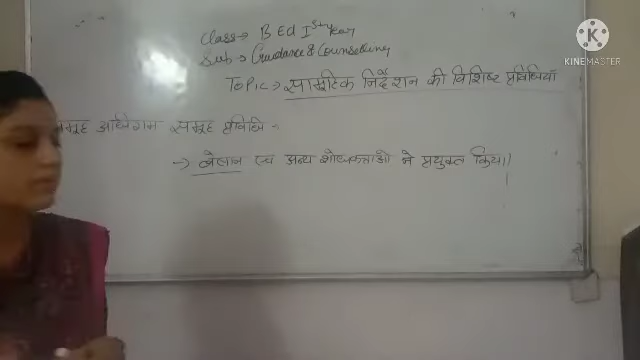 Class → B Ed Ist year
Sub → Guidance & Counselling
Topic → सामूहिक निर्देशन की विशिष्ट प्रविधियाँ
समूह अधिगम समूह प्रविधि -
→ बेलान एवं अन्य शोधकर्ताओ ने प्रयुक्त किया।
KINEMASTER